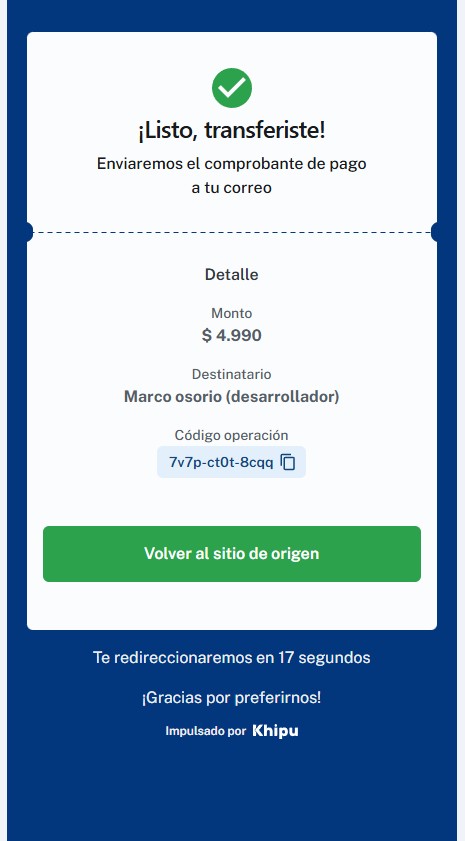 ¡Listo, transferiste!
Enviaremos el comprobante de pago
a tu correo
Detalle
Monto
$ 4.990
Destinatario
Marco osorio (desarrollador)
Código operación
7v7p-ct0t-8cqq
Volver al sitio de origen
Te redireccionaremos en 17 segundos
¡Gracias por preferirnos!
Impulsado por Khipu